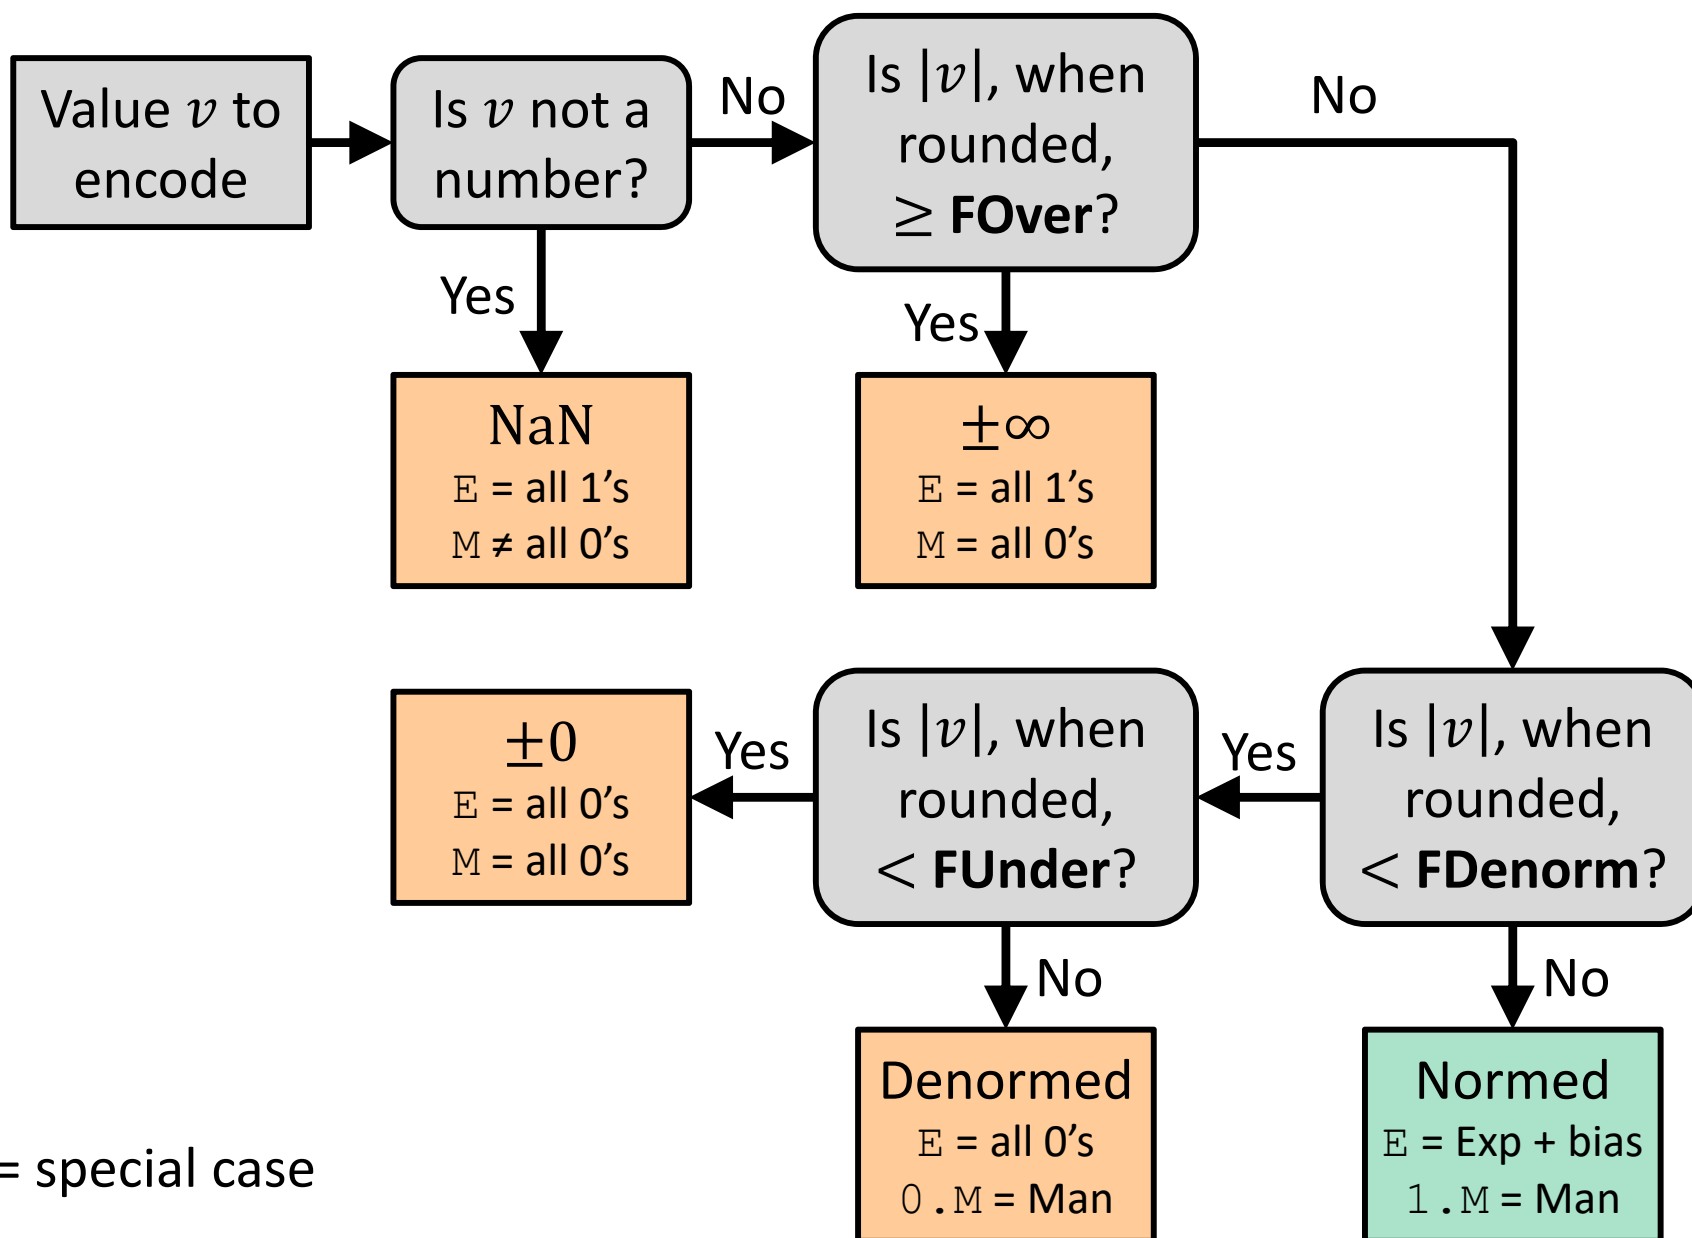 Value v to
encode
Is v not a
number?
No
Is |v|, when
rounded,
≥ FOver?
No
Yes
Yes
NaN
E = all 1’s
M ≠ all 0’s
±∞
E = all 1’s
M = all 0’s
±0
E = all 0’s
M = all 0’s
Yes
Is |v|, when
rounded,
< FUnder?
Yes
Is |v|, when
rounded,
< FDenorm?
No
No
Denormed
E = all 0’s
0.M = Man
Normed
E = Exp + bias
1.M = Man
= special case